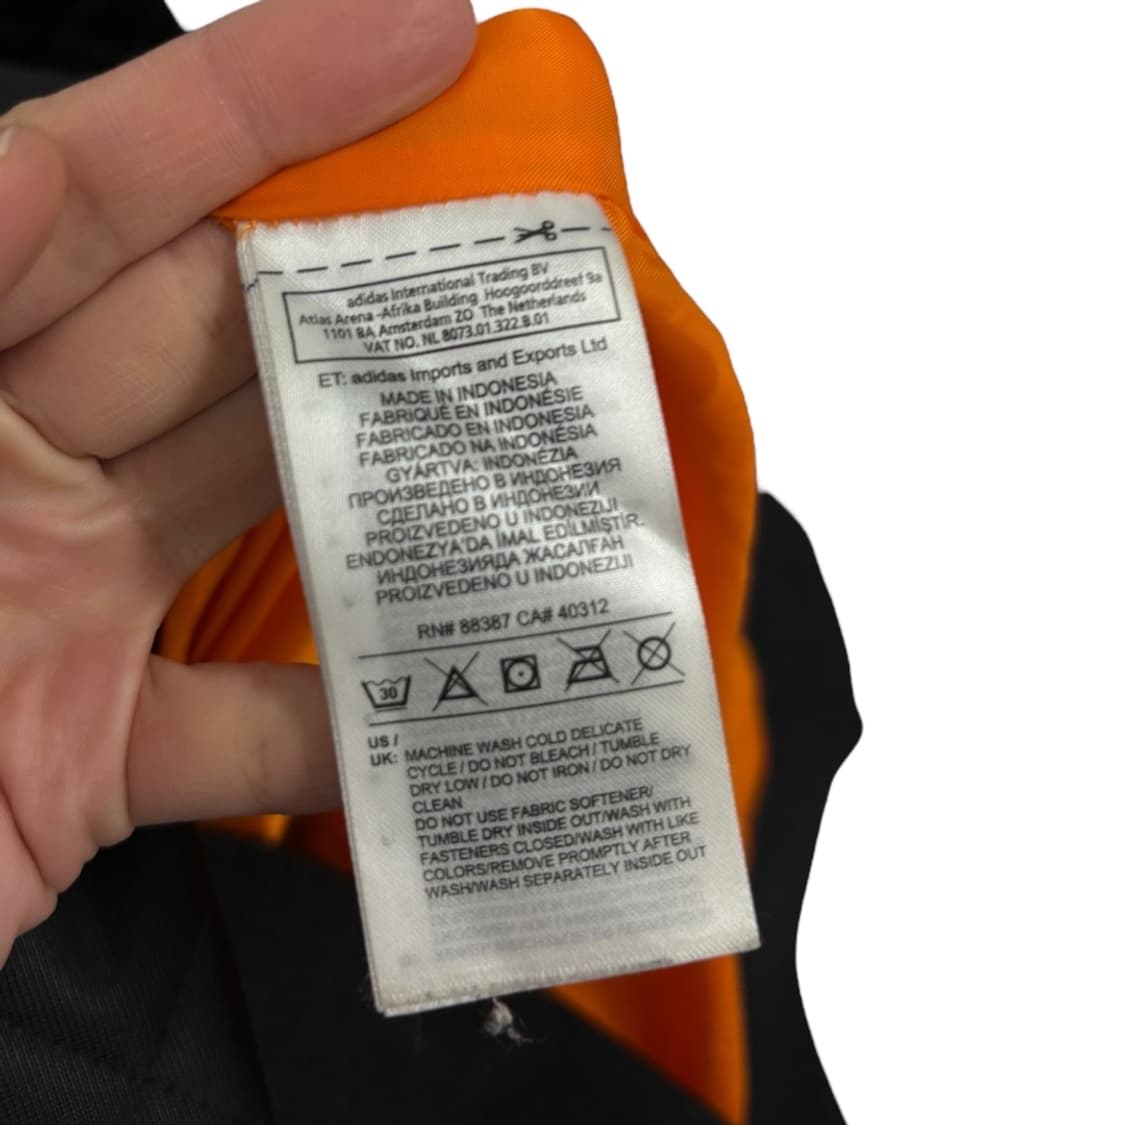 adidas International Trading BV
Atlas Arena-Afrika Building Hoogoorddreef 9a
1101 BA Amsterdam ZO The Netherlands
VAT NO. NL 8073.01.322.B.01
ET: adidas Imports and Exports Ltd
MADE IN INDONESIA
FABRIQUÉ EN INDONÉSIE
FABRICADO EN INDONESIA
FABRICADO NA INDONÉSIA
GYÁRTVA: INDONÉZIA
ПРОИЗВЕДЕНО В ИНДОНЕЗИЯ
СДЕЛАНО В ИНДОНЕЗИИ
PROIZVEDENO U INDONEZIJI
ENDONEZYA'DA İMAL EDİLMİŞTİR.
ИНДОНЕЗИЯДА ЖАСАЛҒАН
PROIZVEDENO U INDONEZIJI
RN# 88387 CA# 40312
30
US /
UK: MACHINE WASH COLD DELICATE
CYCLE / DO NOT BLEACH / TUMBLE
DRY LOW / DO NOT IRON / DO NOT DRY
CLEAN
DO NOT USE FABRIC SOFTENER/
TUMBLE DRY INSIDE OUT/WASH WITH
FASTENERS CLOSED/WASH WITH LIKE
COLORS/REMOVE PROMPTLY AFTER
WASH/WASH SEPARATELY INSIDE OUT